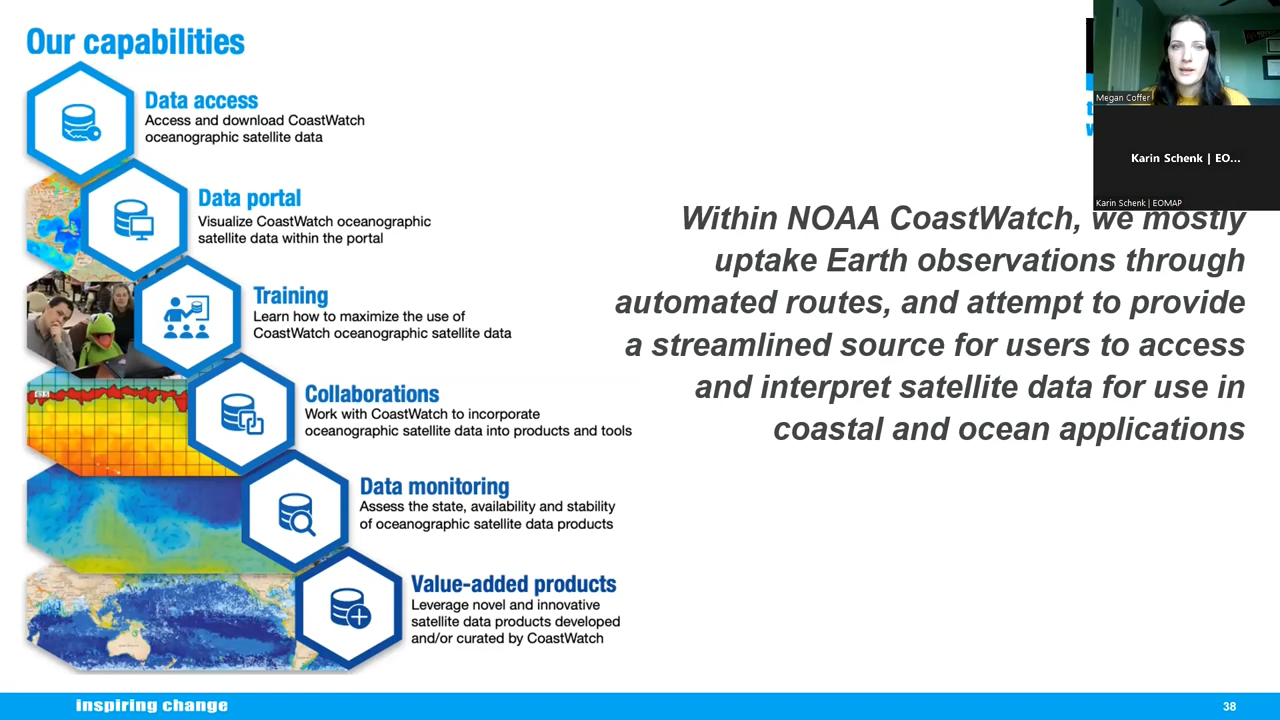 Our capabilities
Data access
Access and download CoastWatch
oceanographic satellite data
Data portal
Visualize CoastWatch oceanographic
satellite data within the portal
Training
Learn how to maximize the use of
CoastWatch oceanographic satellite data
Collaborations
Work with CoastWatch to incorporate
oceanographic satellite data into products and tools
Data monitoring
Assess the state, availability and stability
of oceanographic satellite data products
Value-added products
Leverage novel and innovative
satellite data products developed
and/or curated by CoastWatch
Megan Coffer
Karin Schenk | EO...
Karin Schenk | EOMAP
Within NOAA CoastWatch, we mostly
uptake Earth observations through
automated routes, and attempt to provide
a streamlined source for users to access
and interpret satellite data for use in
coastal and ocean applications
inspiring change
38